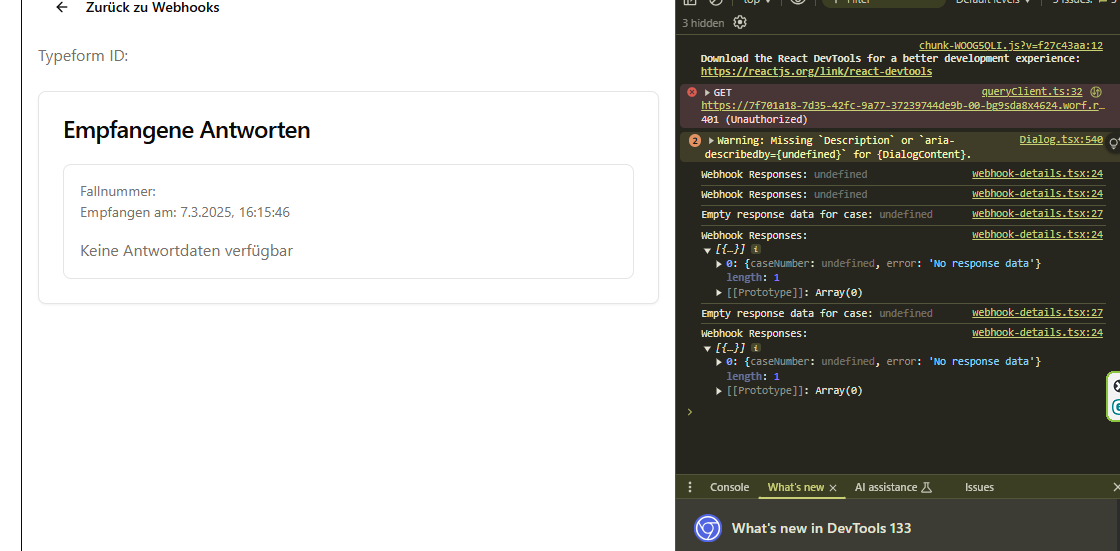 Zurück zu Webhooks
Typeform ID:
Empfangene Antworten
Fallnummer:
Empfangen am: 7.3.2025, 16:15:46
Keine Antwortdaten verfügbar
3 hidden
chunk-WOOG5QLI.js?v=f27c43aa:12
Download the React DevTools for a better development experience:
https://reactjs.org/link/react-devtools
GET queryClient.ts:32
https://7f701a18-7d35-42fc-9a77-37239744de9b-00-bg9sda8x4624.worf.r…
401 (Unauthorized)
2 Warning: Missing `Description` or `aria- Dialog.tsx:540
describedby={undefined}` for {DialogContent}.
Webhook Responses: undefined webhook-details.tsx:24
Webhook Responses: undefined webhook-details.tsx:24
Empty response data for case: undefined webhook-details.tsx:27
Webhook Responses: webhook-details.tsx:24
[{…}] i
0: {caseNumber: undefined, error: 'No response data'}
length: 1
[[Prototype]]: Array(0)
Empty response data for case: undefined webhook-details.tsx:27
Webhook Responses: webhook-details.tsx:24
[{…}] i
0: {caseNumber: undefined, error: 'No response data'}
length: 1
[[Prototype]]: Array(0)
Console What's new AI assistance Issues
What's new in DevTools 133